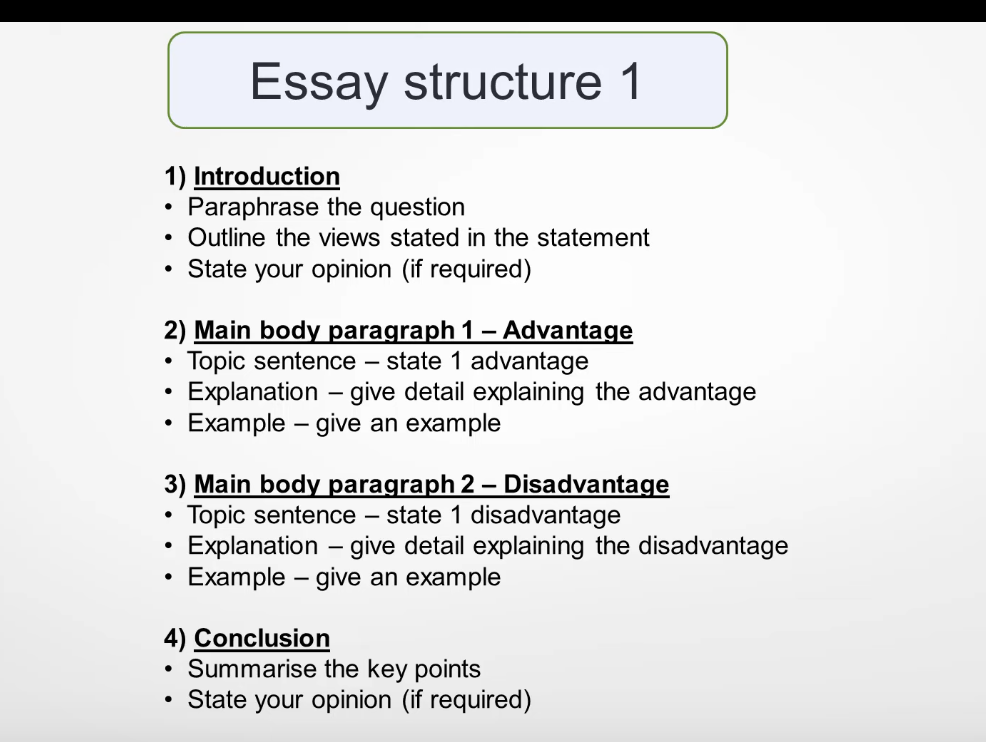 Essay structure 1
1) Introduction
• Paraphrase the question
• Outline the views stated in the statement
• State your opinion (if required)
2) Main body paragraph 1 – Advantage
• Topic sentence – state 1 advantage
• Explanation – give detail explaining the advantage
• Example – give an example
3) Main body paragraph 2 – Disadvantage
• Topic sentence – state 1 disadvantage
• Explanation – give detail explaining the disadvantage
• Example – give an example
4) Conclusion
• Summarise the key points
• State your opinion (if required)